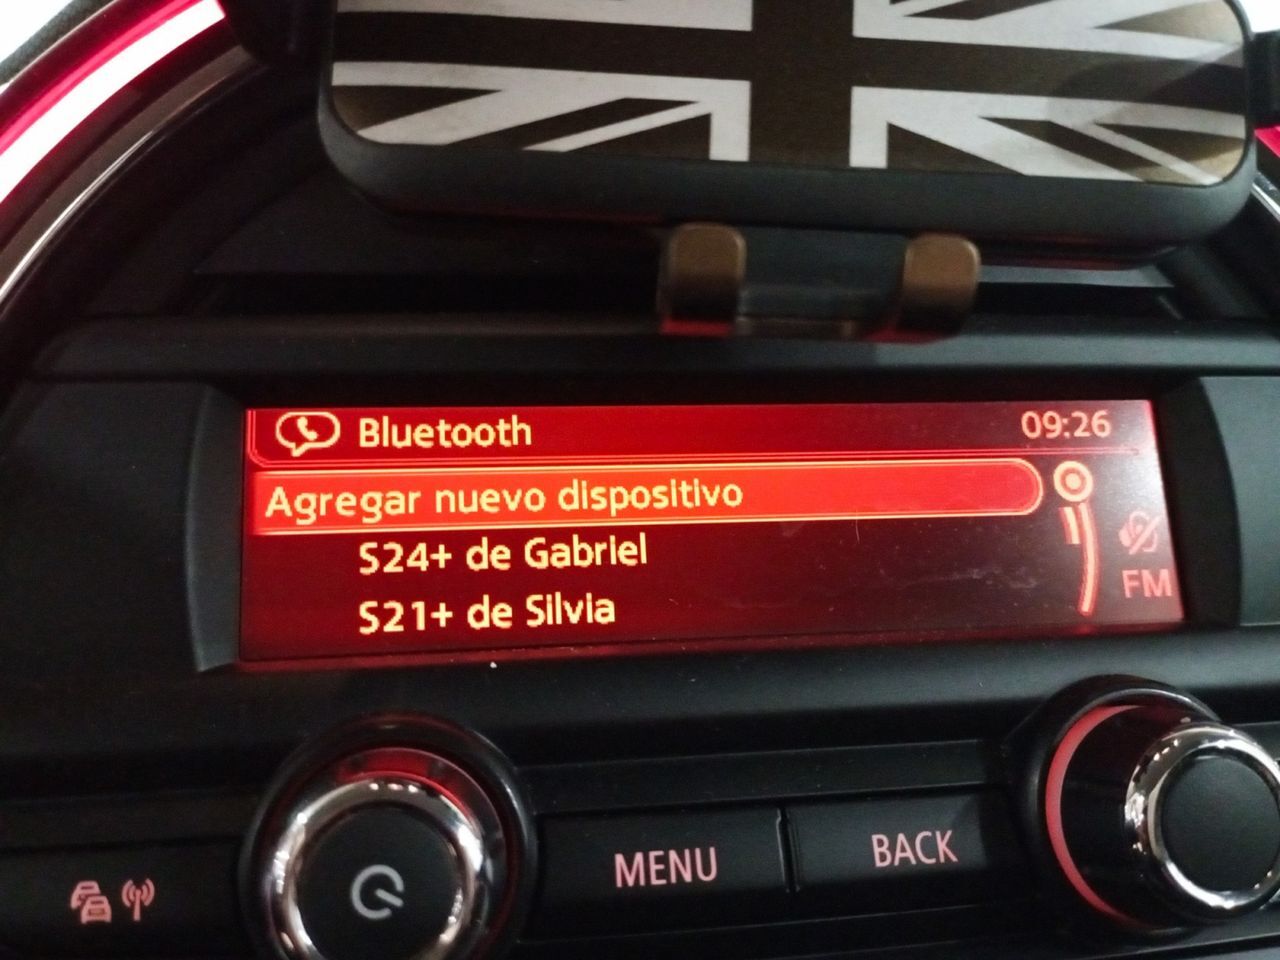 Bluetooth 09:26
Agregar nuevo dispositivo
S24+ de Gabriel
FM
S21+ de Silvia
MENU BACK